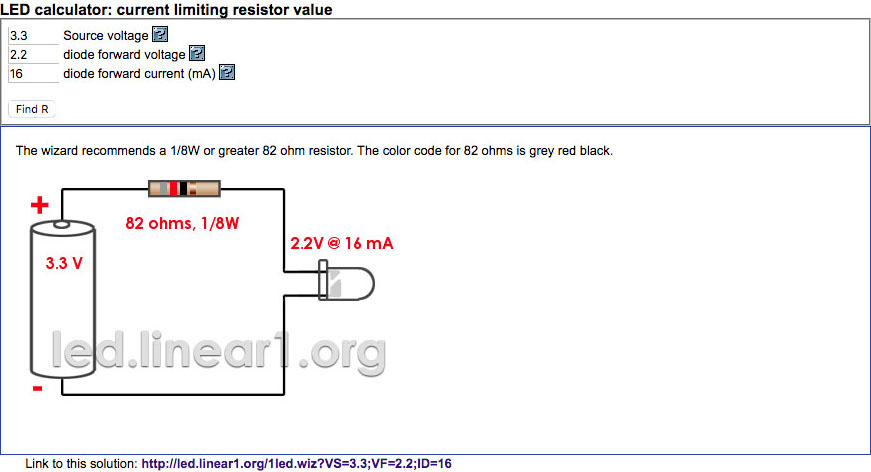 LED calculator: current limiting resistor value
3.3 Source voltage ?
2.2 diode forward voltage ?
16 diode forward current (mA) ?
Find R
The wizard recommends a 1/8W or greater 82 ohm resistor. The color code for 82 ohms is grey red black.
+
82 ohms, 1/8W
2.2V @ 16 mA
3.3 V
led.linear1.org
-
Link to this solution: http://led.linear1.org/1led.wiz?VS=3.3;VF=2.2;ID=16